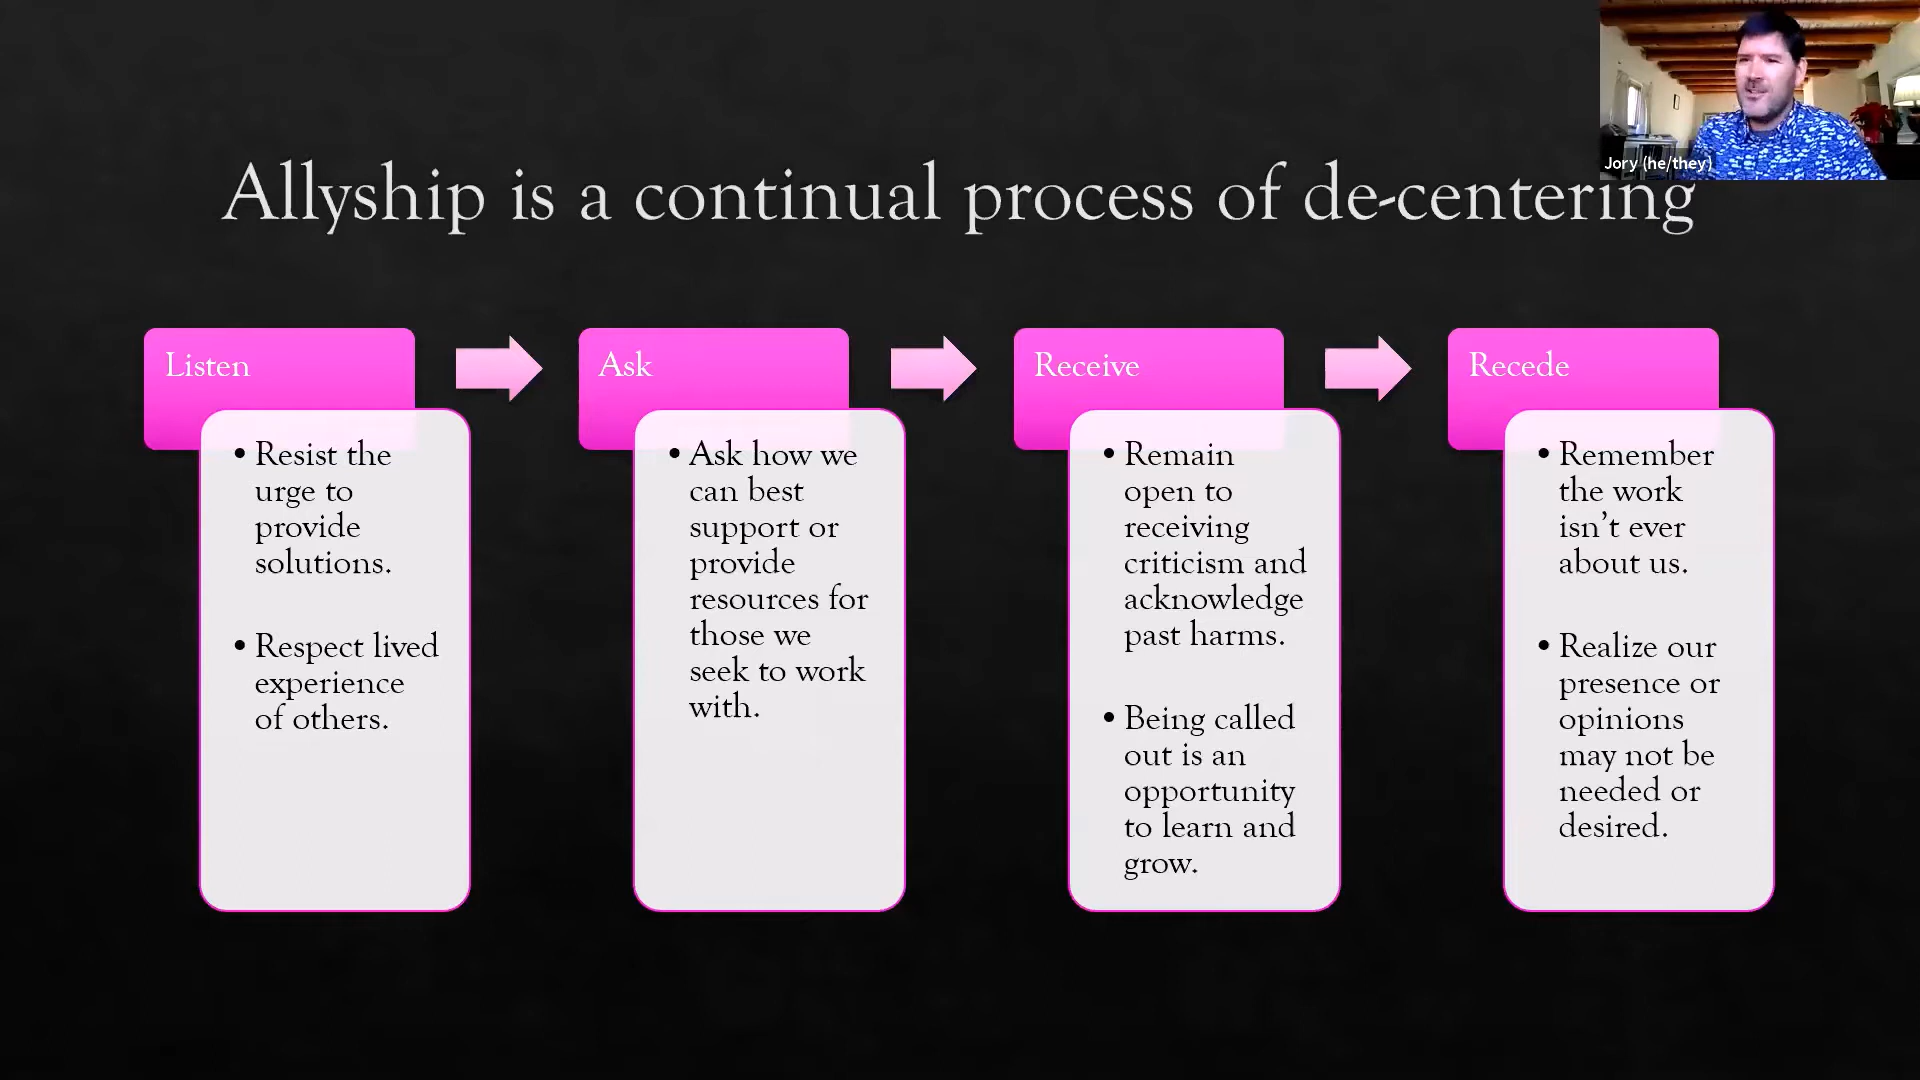 Jory (he/they)
Allyship is a continual process of de-centering
Listen
• Resist the
urge to
provide
solutions.
• Respect lived
experience
of others.
Ask
• Ask how we
can best
support or
provide
resources for
those we
seek to work
with.
Receive
• Remain
open to
receiving
criticism and
acknowledge
past harms.
• Being called
out is an
opportunity
to learn and
grow.
Recede
• Remember
the work
isn’t ever
about us.
• Realize our
presence or
opinions
may not be
needed or
desired.